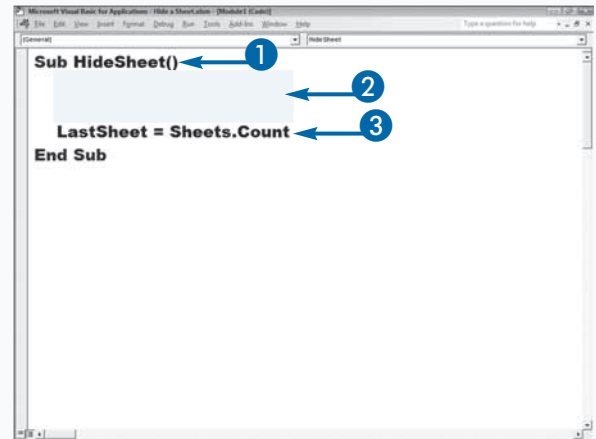 Microsoft Visual Basic for Applications - Hide a Sheet.xlsm - [Module1 (Code)]
File Edit View Insert Format Debug Run Tools Add-Ins Window Help Type a question for help
(General) HideSheet
Sub HideSheet() 1
2
LastSheet = Sheets.Count 3
End Sub